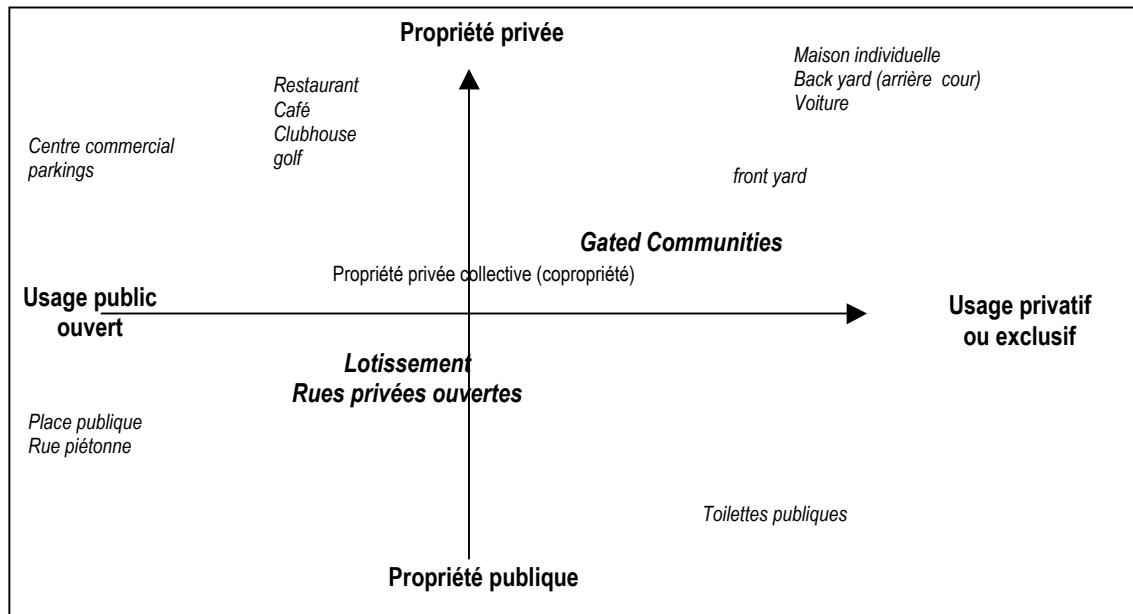 Propriété privée
Maison individuelle
Back yard (arrière cour)
Voiture
Restaurant
Café
Clubhouse
golf
Centre commercial
parkings
front yard
Gated Communities
Propriété privée collective (copropriété)
Usage public
ouvert
Usage privatif
ou exclusif
Lotissement
Rues privées ouvertes
Place publique
Rue piétonne
Toilettes publiques
Propriété publique